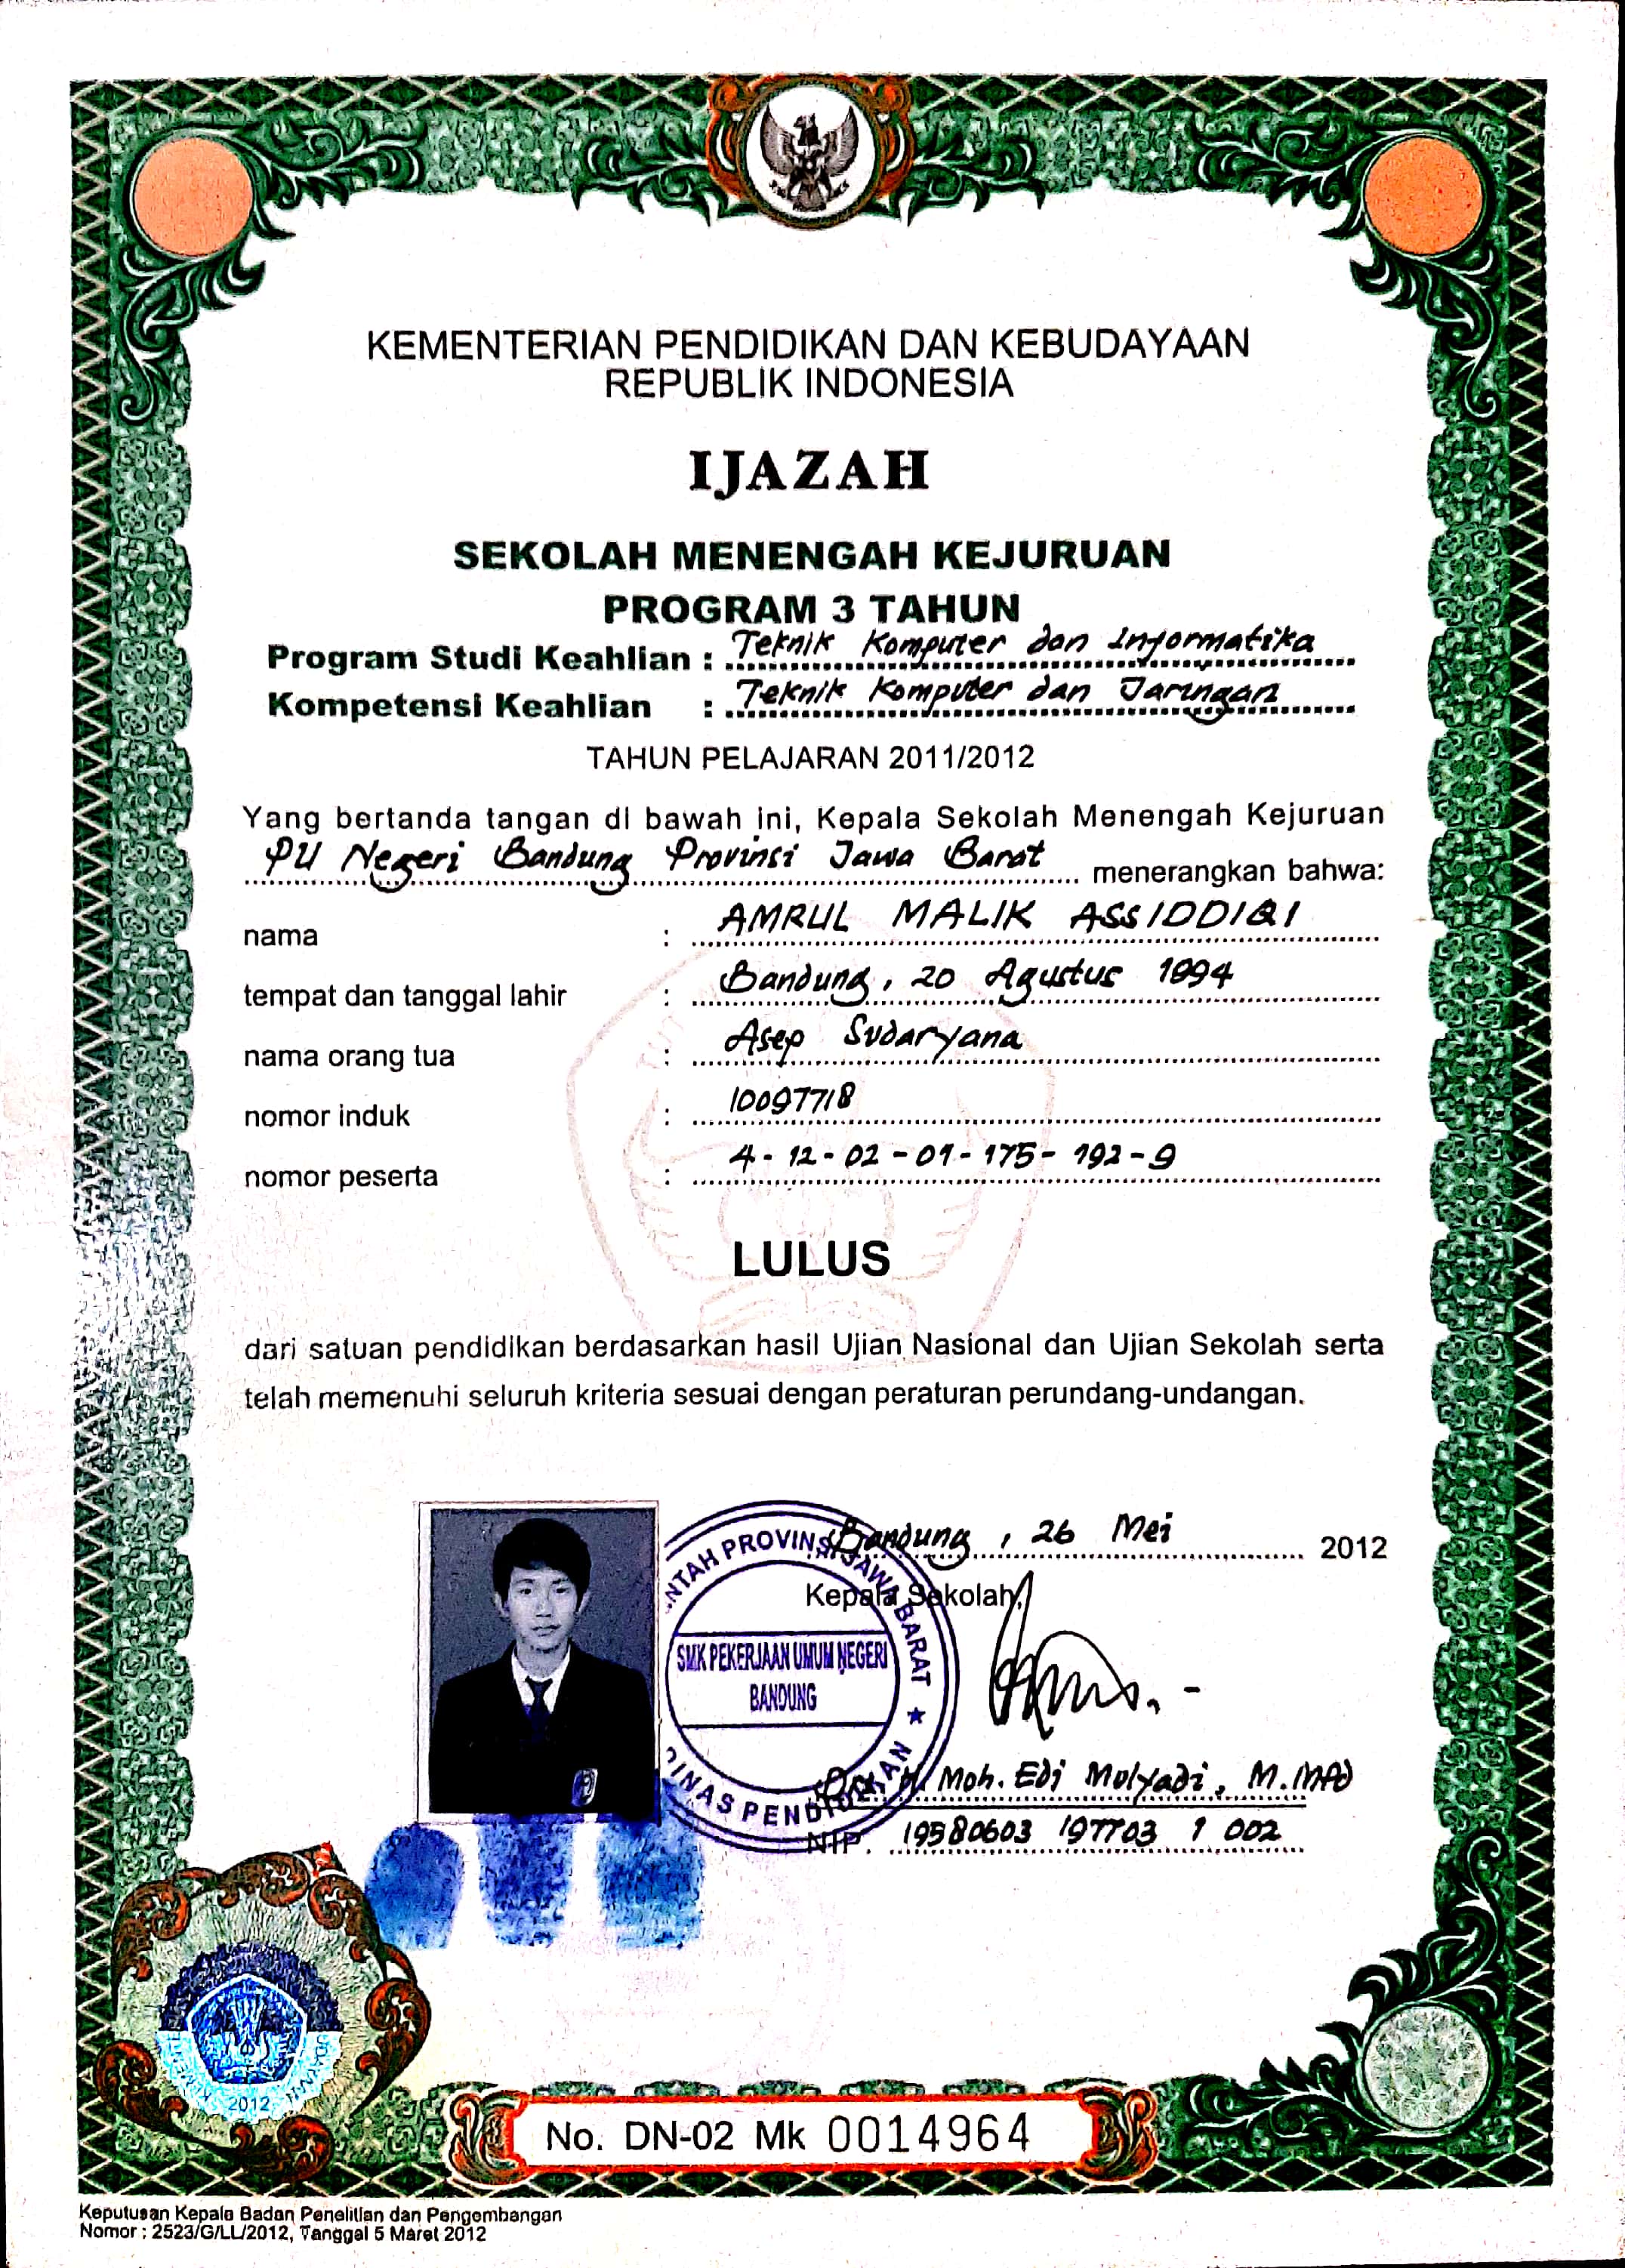 KEMENTERIAN PENDIDIKAN DAN KEBUDAYAAN
REPUBLIK INDONESIA
IJAZAH
SEKOLAH MENENGAH KEJURUAN
PROGRAM 3 TAHUN
Program Studi Keahlian : Teknik Komputer dan Informatika
Kompetensi Keahlian : Teknik Komputer dan Jaringan
TAHUN PELAJARAN 2011/2012
Yang bertanda tangan di bawah ini, Kepala Sekolah Menengah Kejuruan
PU Negeri Bandung Provinsi Jawa Barat menerangkan bahwa:
nama : AMRUL MALIK ASSIDDIQI
tempat dan tanggal lahir : Bandung, 20 Agustus 1994
nama orang tua : Asep Sudaryana
nomor induk : 10097718
nomor peserta : 4-12-02-01-175-192-9
LULUS
dari satuan pendidikan berdasarkan hasil Ujian Nasional dan Ujian Sekolah serta
telah memenuhi seluruh kriteria sesuai dengan peraturan perundang-undangan.
Bandung, 26 Mei 2012
Kepala Sekolah,
PROVINSI JAWA BARAT
SMK PEKERJAAN UMUM NEGERI
BANDUNG
DINAS PENDIDIKAN
Moh. Edi Mulyadi, M.MPd
NIP. 19580603 197703 1 002
2012
No. DN-02 Mk 0014964
Keputusan Kepala Badan Penelitian dan Pengembangan
Nomor : 2523/G/LL/2012, Tanggal 5 Maret 2012